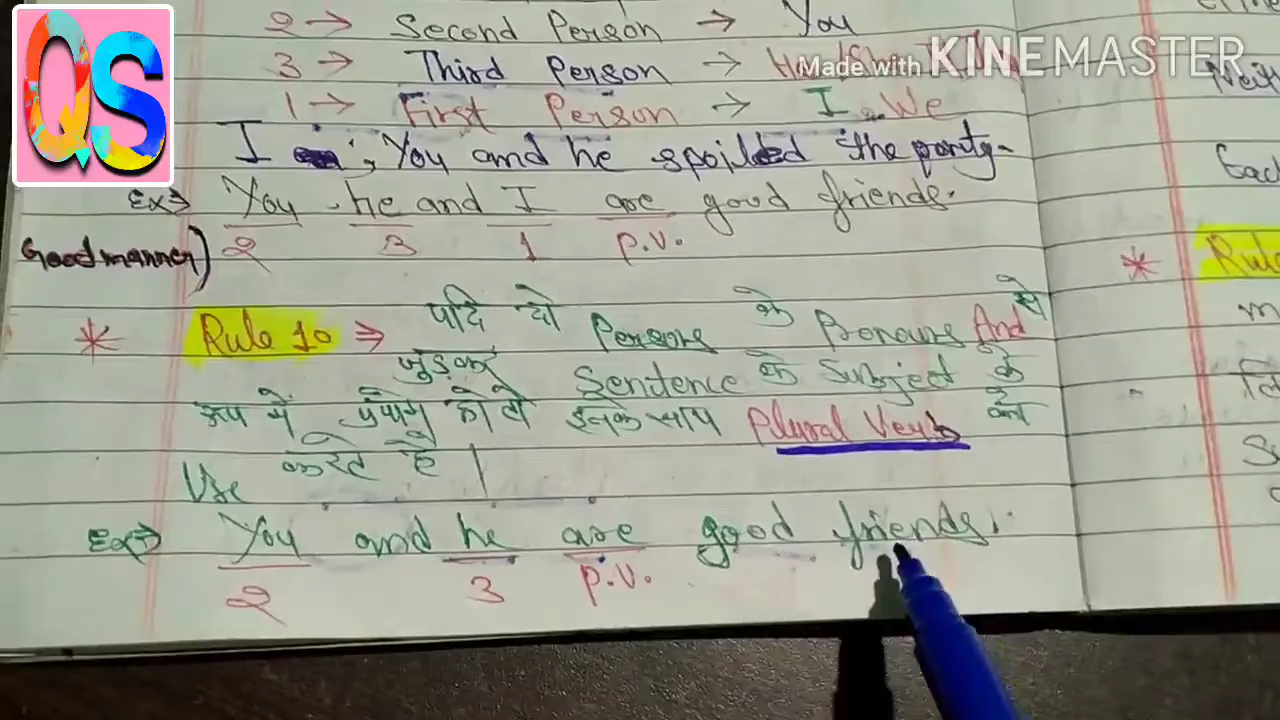 QS
2 → Second Person → You
3 → Third Person →
Made with KINEMASTER
1 → First Person → I, We
I , You and he spoiled the party.
Ex⇒ You, he and I are good friends.
Good manner) 2 3 1 P.V.
* Rule 10 ⇒ यदि दो Persons के Pronouns And से
जुड़कर Sentence के Subject के
रूप में प्रयोग हो तो इनके साथ Plural Verb का
Use करते है ।
Ex⇒ You and he are good friends.
2 3 P.V.
* Rule